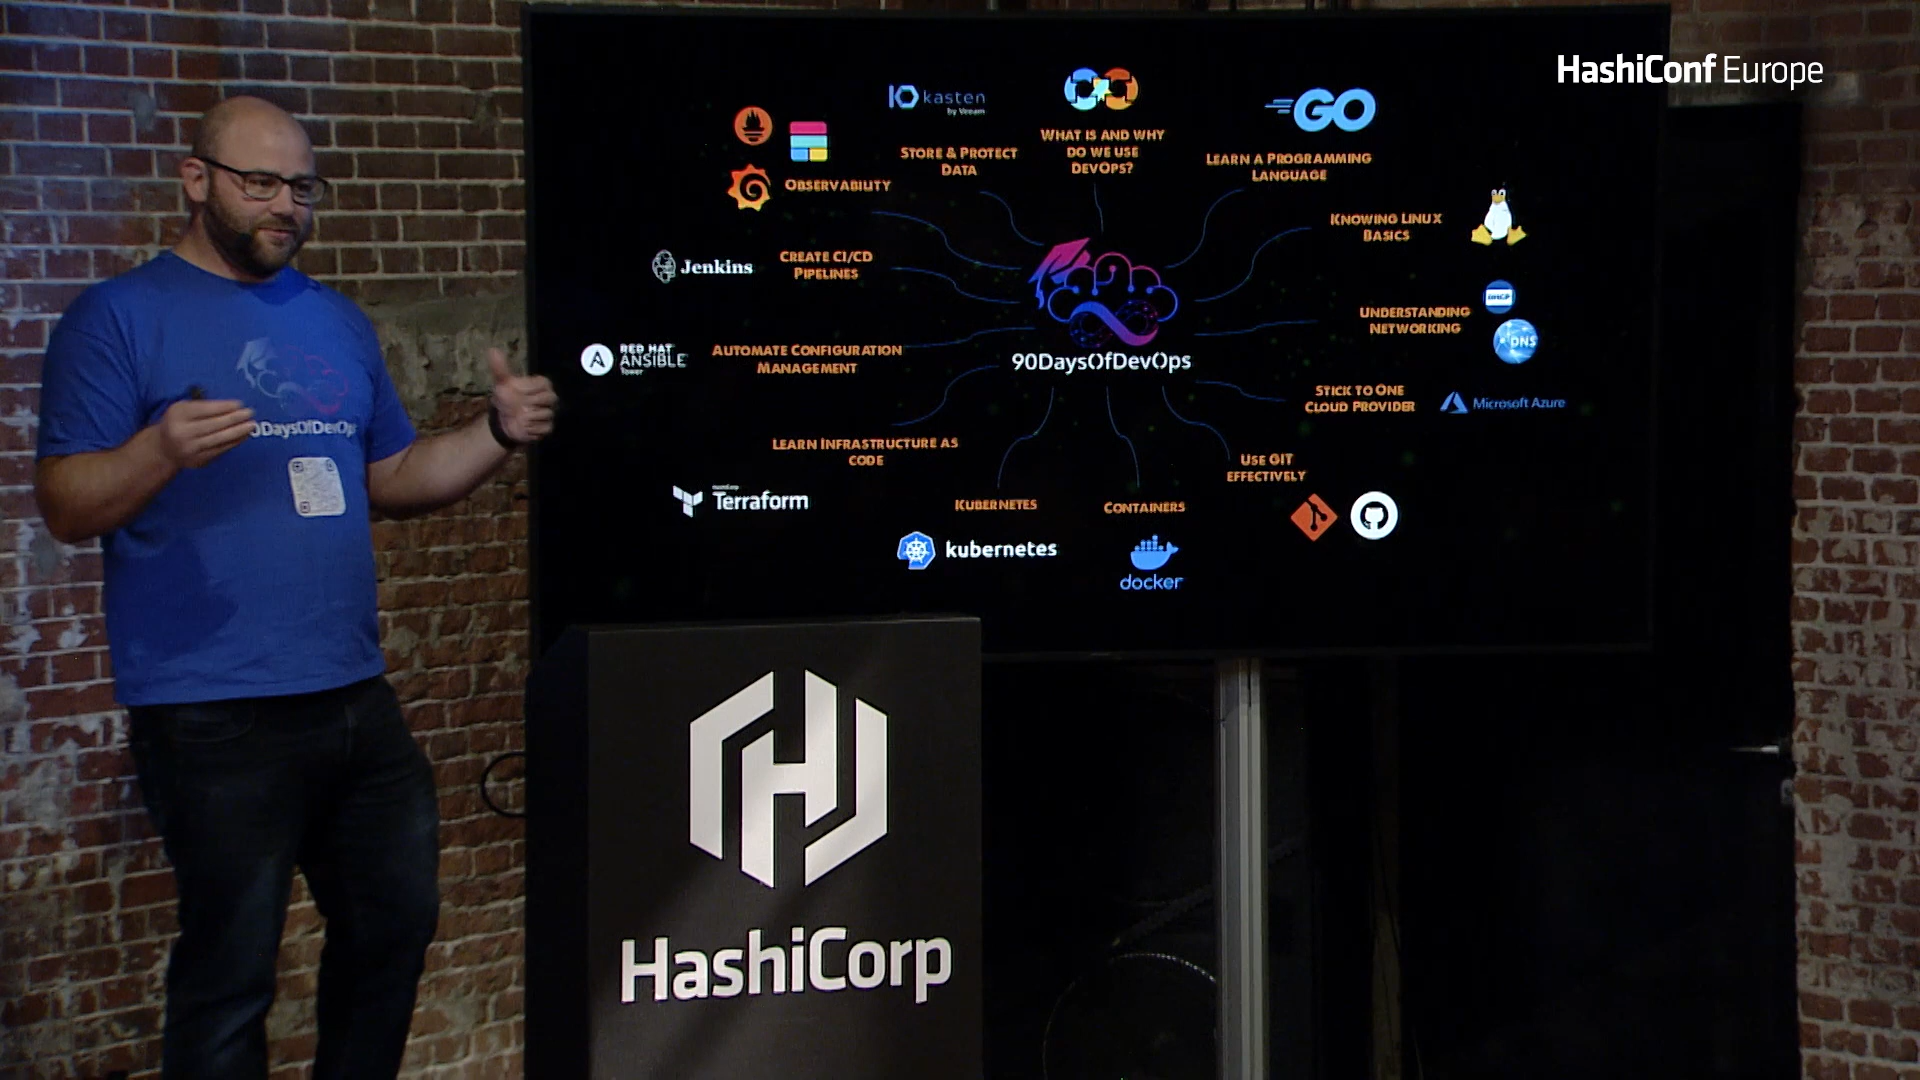 HashiConf Europe
kasten
by Veeam
STORE & PROTECT
DATA
WHAT IS AND WHY
DO WE USE
DEVOPS?
GO
LEARN A PROGRAMMING
LANGUAGE
OBSERVABILITY
KNOWING LINUX
BASICS
Jenkins
CREATE CI/CD
PIPELINES
DHCP
UNDERSTANDING
NETWORKING
DNS
RED HAT
ANSIBLE
Tower
AUTOMATE CONFIGURATION
MANAGEMENT
90DaysOfDevOps
STICK TO ONE
CLOUD PROVIDER
Microsoft Azure
LEARN INFRASTRUCTURE AS
CODE
HashiCorp
Terraform
USE GIT
EFFECTIVELY
KUBERNETES
kubernetes
CONTAINERS
docker
0DaysOfDevOps
HashiCorp